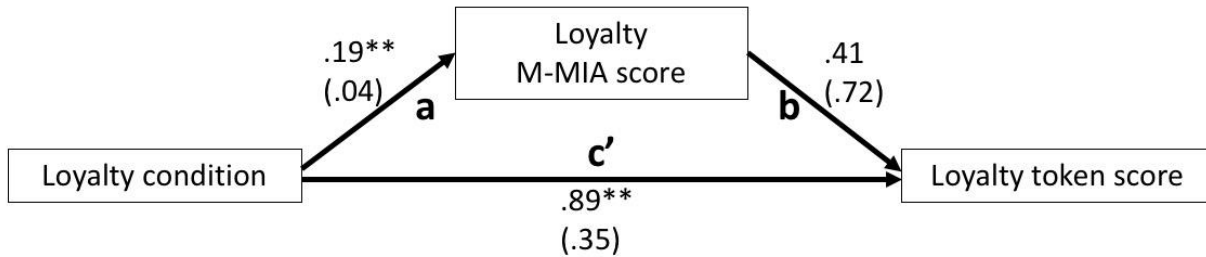 Loyalty
M-MIA score
.19**
(.04)
a
.41
(.72)
b
Loyalty condition
c’
.89**
(.35)
Loyalty token score